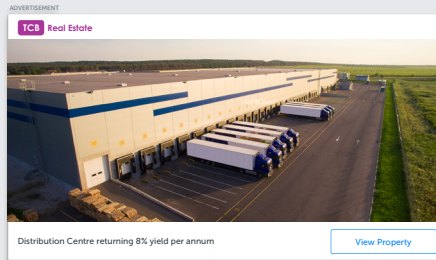 ADVERTISEMENT
TCB Real Estate
Distribution Centre returning 8% yield per annum
View Property